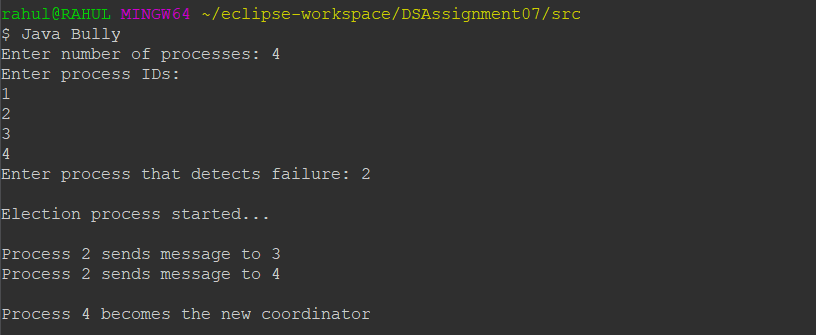 rahul@RAHUL MINGW64 ~/eclipse-workspace/DSAssignment07/src
$ Java Bully
Enter number of processes: 4
Enter process IDs:
1
2
3
4
Enter process that detects failure: 2
Election process started...
Process 2 sends message to 3
Process 2 sends message to 4
Process 4 becomes the new coordinator